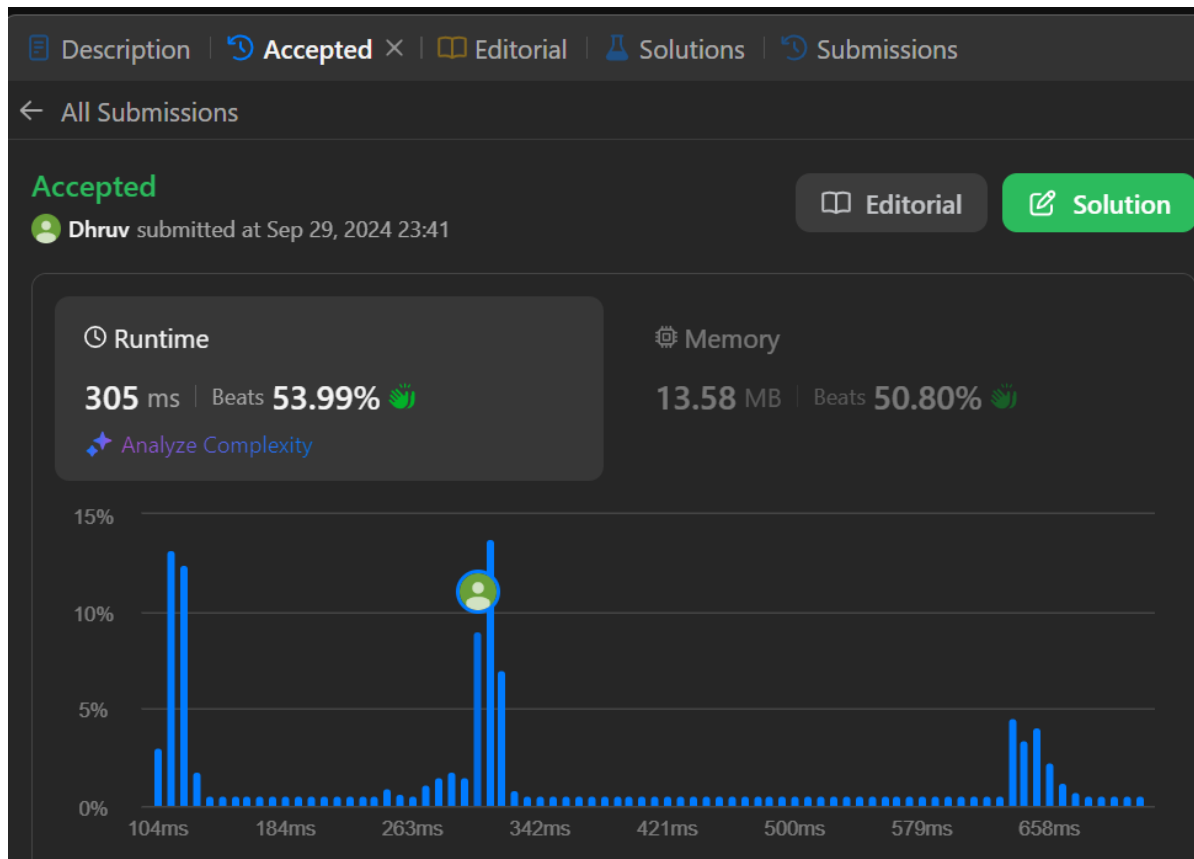 Description Accepted Editorial Solutions Submissions
All Submissions
Accepted
Dhruv submitted at Sep 29, 2024 23:41
Editorial Solution
Runtime
305 ms Beats 53.99%
Analyze Complexity
Memory
13.58 MB Beats 50.80%
15%
10%
5%
0%
104ms 184ms 263ms 342ms 421ms 500ms 579ms 658ms